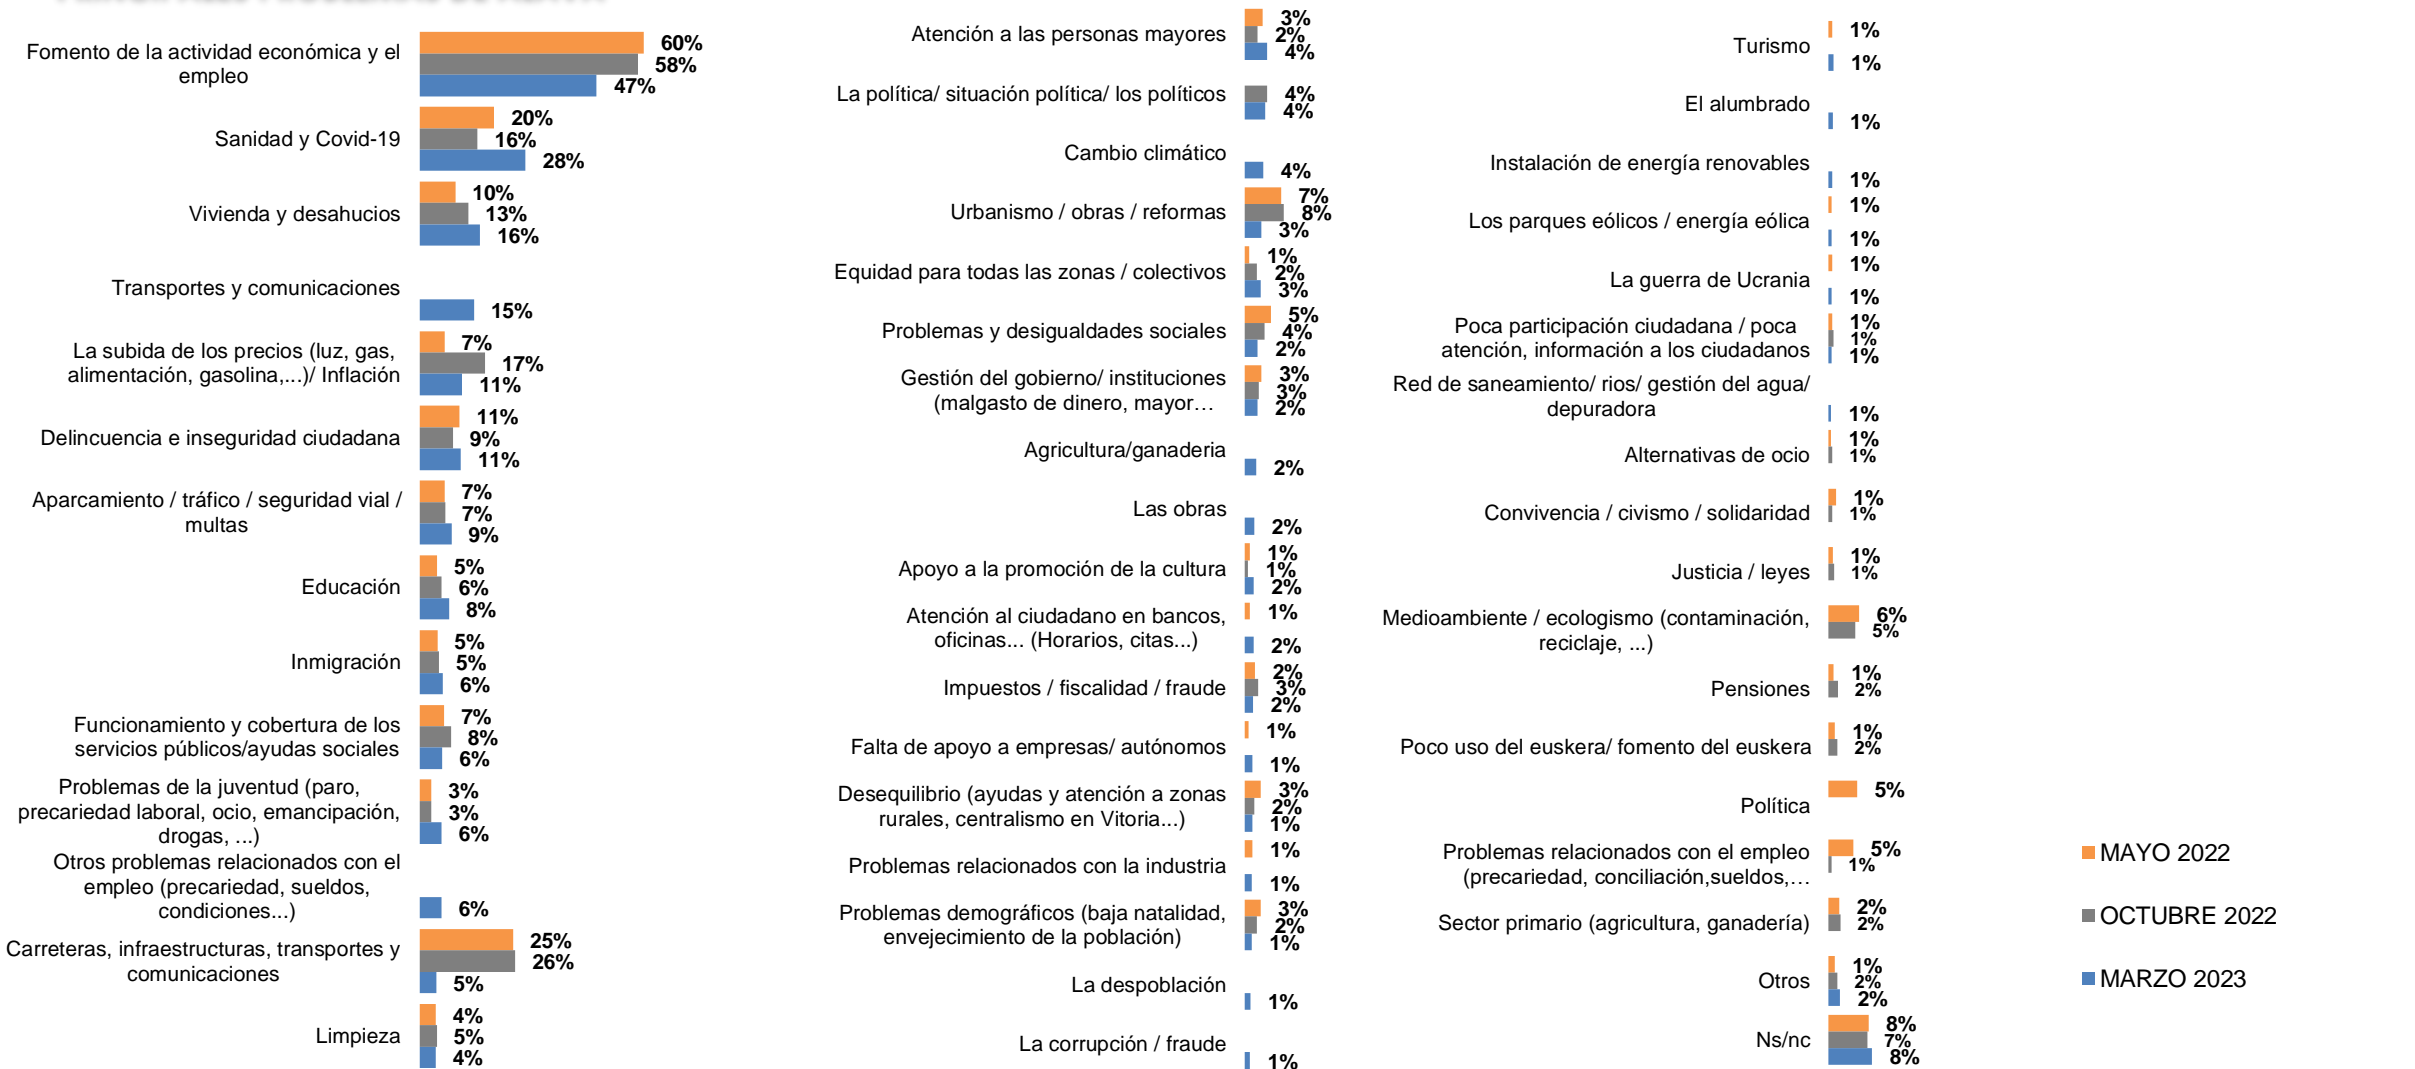 Fomento de la actividad económica y el
empleo
60%
58%
47%
Sanidad y Covid-19
20%
16%
28%
Vivienda y desahucios
10%
13%
16%
Transportes y comunicaciones
15%
La subida de los precios (luz, gas,
alimentación, gasolina,...)/ Inflación
7%
17%
11%
Delincuencia e inseguridad ciudadana
11%
9%
11%
Aparcamiento / tráfico / seguridad vial /
multas
7%
7%
9%
Educación
5%
6%
8%
Inmigración
5%
5%
6%
Funcionamiento y cobertura de los
servicios públicos/ayudas sociales
7%
8%
6%
Problemas de la juventud (paro,
precariedad laboral, ocio, emancipación,
drogas, ...)
3%
3%
6%
Otros problemas relacionados con el
empleo (precariedad, sueldos,
condiciones...)
6%
Carreteras, infraestructuras, transportes y
comunicaciones
25%
26%
5%
Limpieza
4%
5%
4%
Atención a las personas mayores
3%
2%
4%
La política/ situación política/ los políticos
4%
4%
Cambio climático
4%
Urbanismo / obras / reformas
7%
8%
3%
Equidad para todas las zonas / colectivos
1%
2%
3%
Problemas y desigualdades sociales
5%
4%
2%
Gestión del gobierno/ instituciones
(malgasto de dinero, mayor…
3%
3%
2%
Agricultura/ganaderia
2%
Las obras
2%
Apoyo a la promoción de la cultura
1%
1%
2%
Atención al ciudadano en bancos,
oficinas... (Horarios, citas...)
1%
2%
Impuestos / fiscalidad / fraude
2%
3%
2%
Falta de apoyo a empresas/ autónomos
1%
1%
Desequilibrio (ayudas y atención a zonas
rurales, centralismo en Vitoria...)
3%
2%
1%
Problemas relacionados con la industria
1%
1%
Problemas demográficos (baja natalidad,
envejecimiento de la población)
3%
2%
1%
La despoblación
1%
La corrupción / fraude
1%
Turismo
1%
1%
El alumbrado
1%
Instalación de energía renovables
1%
Los parques eólicos / energía eólica
1%
1%
La guerra de Ucrania
1%
1%
Poca participación ciudadana / poca
atención, información a los ciudadanos
1%
1%
1%
Red de saneamiento/ rios/ gestión del agua/
depuradora
1%
Alternativas de ocio
1%
1%
Convivencia / civismo / solidaridad
1%
1%
Justicia / leyes
1%
1%
Medioambiente / ecologismo (contaminación,
reciclaje, ...)
6%
5%
Pensiones
1%
2%
Poco uso del euskera/ fomento del euskera
1%
2%
Política
5%
Problemas relacionados con el empleo
(precariedad, conciliación,sueldos,…
5%
1%
Sector primario (agricultura, ganadería)
2%
2%
Otros
1%
2%
2%
Ns/nc
8%
7%
8%
MAYO 2022
OCTUBRE 2022
MARZO 2023